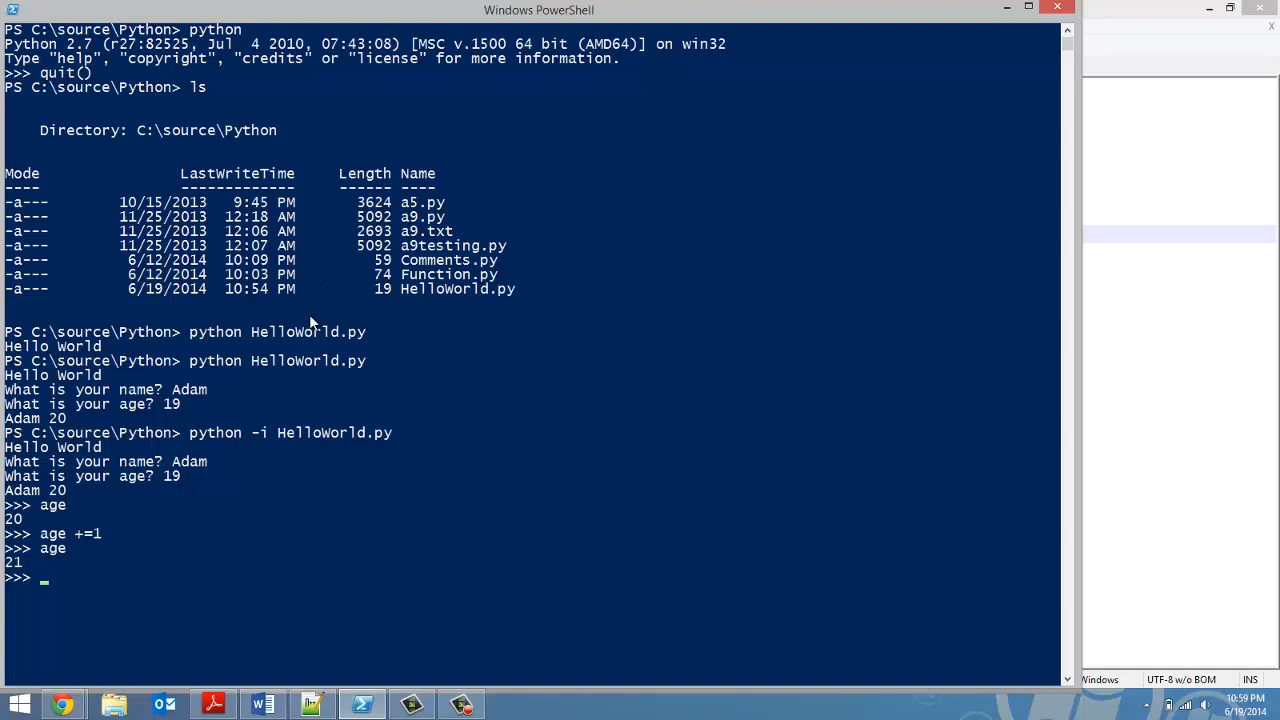 Windows PowerShell
PS C:\source\Python> python
Python 2.7 (r27:82525, Jul  4 2010, 07:43:08) [MSC v.1500 64 bit (AMD64)] on win32
Type "help", "copyright", "credits" or "license" for more information.
>>> quit()
PS C:\source\Python> ls
Directory: C:\source\Python
Mode LastWriteTime Length Name
---- ------------- ------ ----
-a--- 10/15/2013 9:45 PM 3624 a5.py
-a--- 11/25/2013 12:18 AM 5092 a9.py
-a--- 11/25/2013 12:06 AM 2693 a9.txt
-a--- 11/25/2013 12:07 AM 5092 a9testing.py
-a--- 6/12/2014 10:09 PM 59 Comments.py
-a--- 6/12/2014 10:03 PM 74 Function.py
-a--- 6/19/2014 10:54 PM 19 HelloWorld.py
PS C:\source\Python> python HelloWorld.py
Hello World
PS C:\source\Python> python HelloWorld.py
Hello World
What is your name? Adam
What is your age? 19
Adam 20
PS C:\source\Python> python -i HelloWorld.py
Hello World
What is your name? Adam
What is your age? 19
Adam 20
>>> age
20
>>> age +=1
>>> age
21
>>>
Windows UTF-8 w/o BOM INS
10:59 PM
6/19/2014